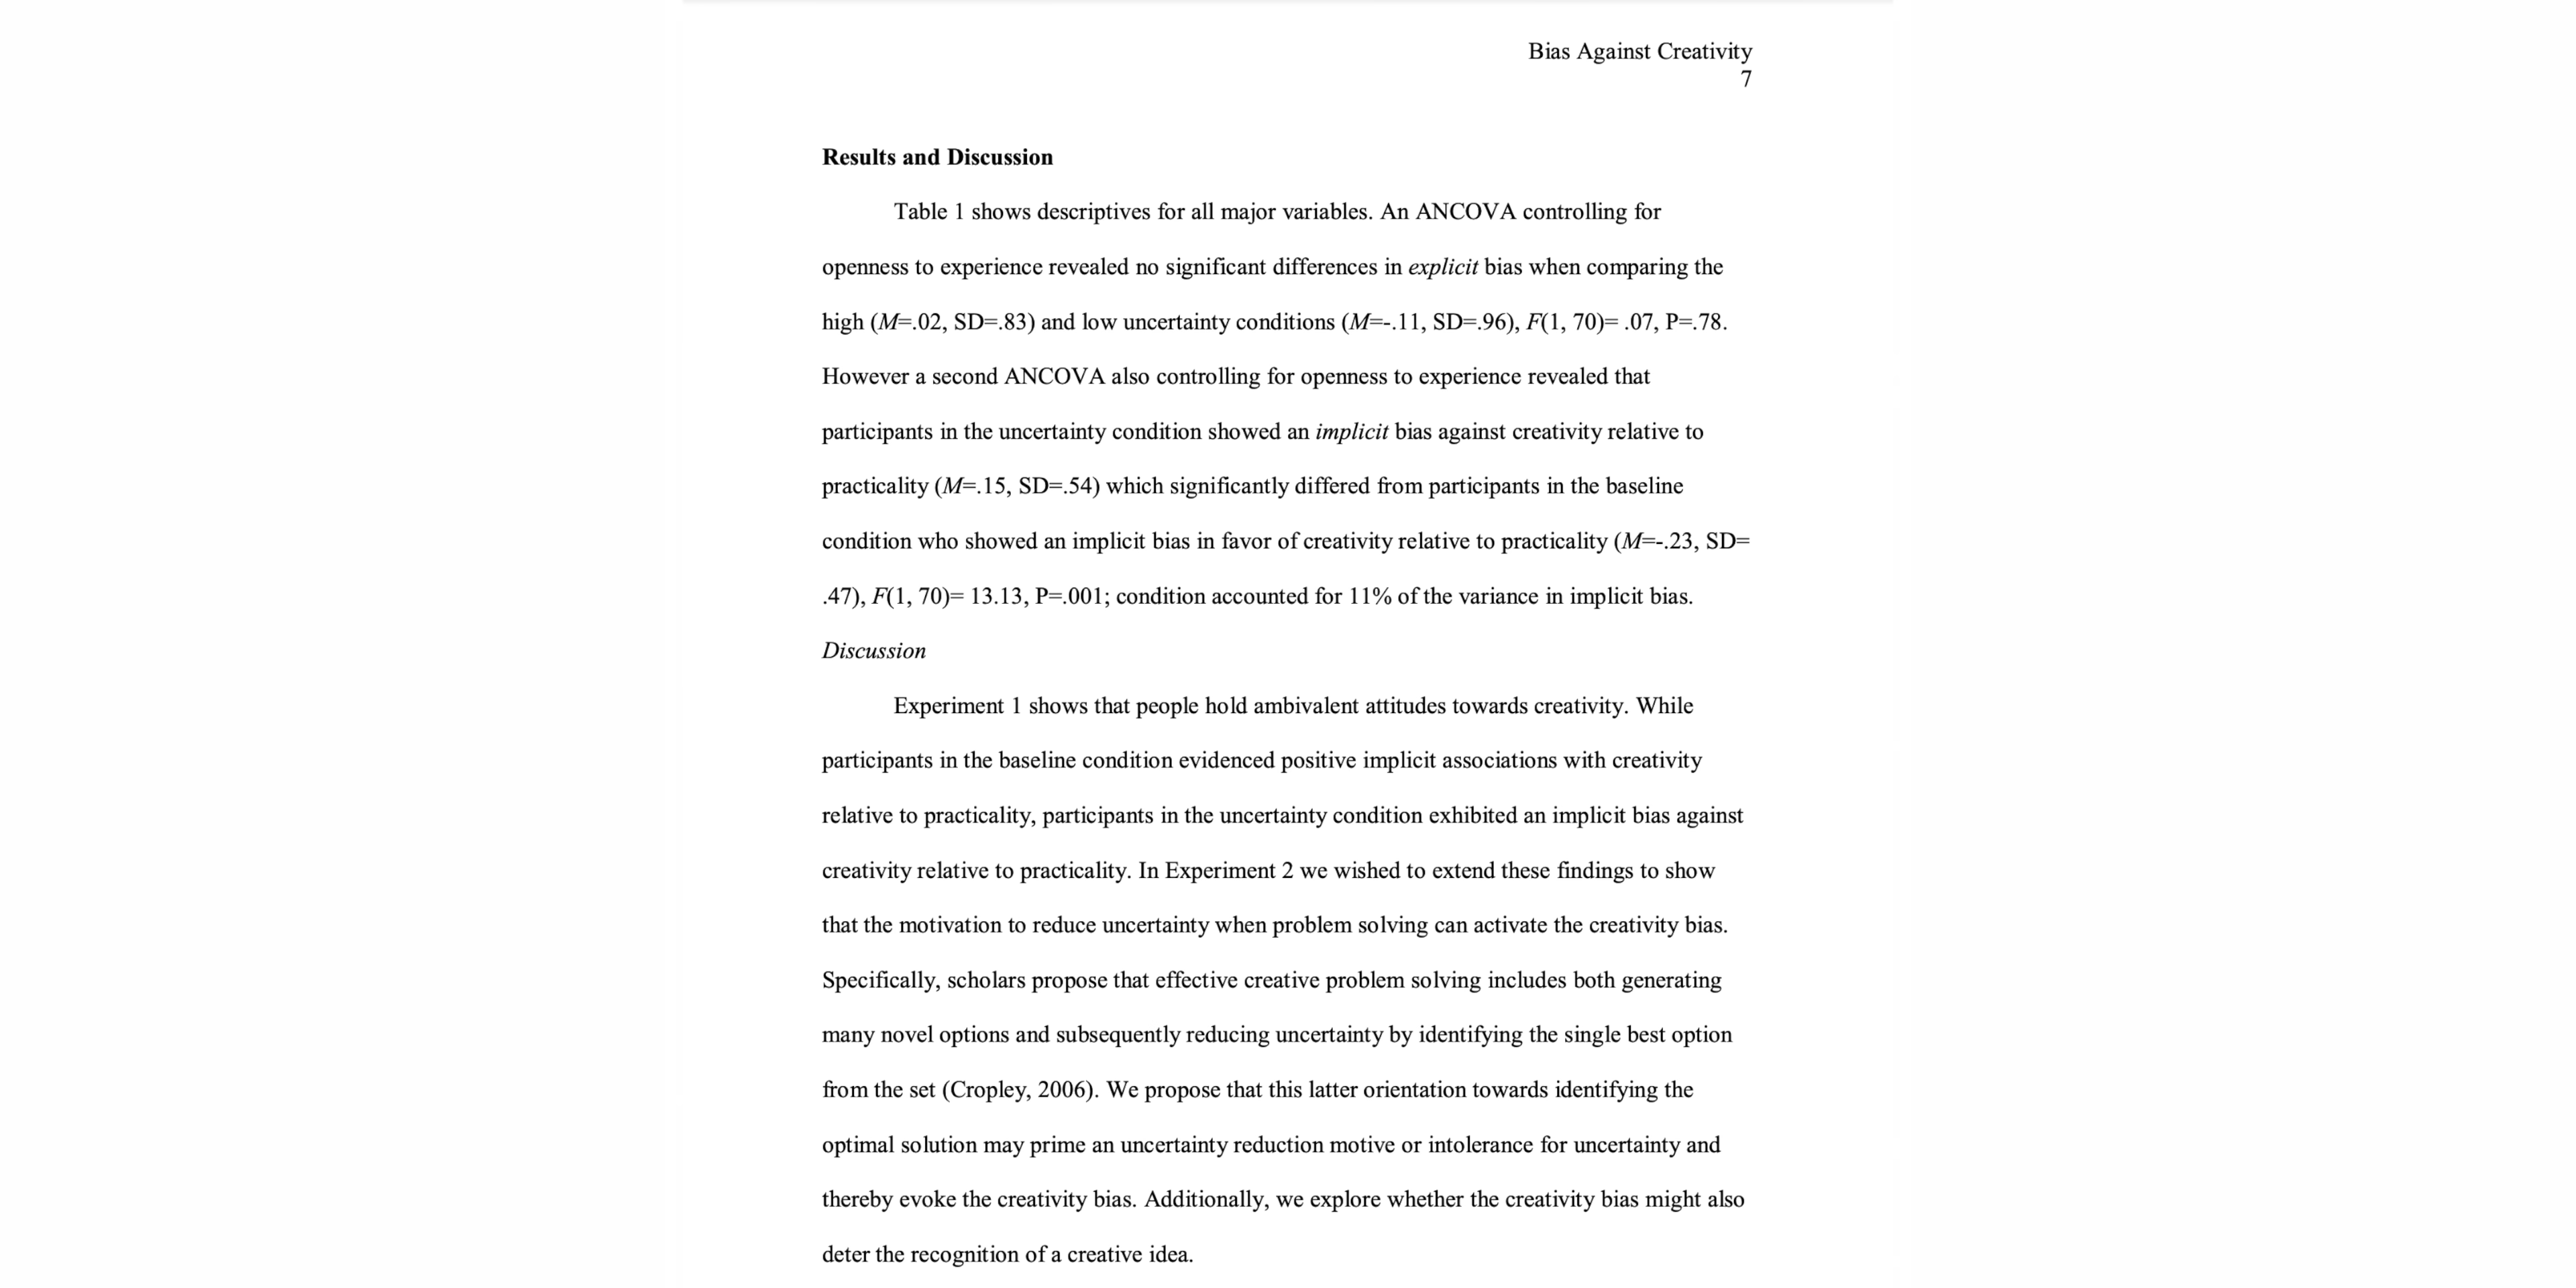 Bias Against Creativity
7
Results and Discussion
Table 1 shows descriptives for all major variables. An ANCOVA controlling for
openness to experience revealed no significant differences in explicit bias when comparing the
high (M=.02, SD=.83) and low uncertainty conditions (M=-.11, SD=.96), F(1, 70)= .07, P=.78.
However a second ANCOVA also controlling for openness to experience revealed that
participants in the uncertainty condition showed an implicit bias against creativity relative to
practicality (M=.15, SD=.54) which significantly differed from participants in the baseline
condition who showed an implicit bias in favor of creativity relative to practicality (M=-.23, SD=
.47), F(1, 70)= 13.13, P=.001; condition accounted for 11% of the variance in implicit bias.
Discussion
Experiment 1 shows that people hold ambivalent attitudes towards creativity. While
participants in the baseline condition evidenced positive implicit associations with creativity
relative to practicality, participants in the uncertainty condition exhibited an implicit bias against
creativity relative to practicality. In Experiment 2 we wished to extend these findings to show
that the motivation to reduce uncertainty when problem solving can activate the creativity bias.
Specifically, scholars propose that effective creative problem solving includes both generating
many novel options and subsequently reducing uncertainty by identifying the single best option
from the set (Cropley, 2006). We propose that this latter orientation towards identifying the
optimal solution may prime an uncertainty reduction motive or intolerance for uncertainty and
thereby evoke the creativity bias. Additionally, we explore whether the creativity bias might also
deter the recognition of a creative idea.